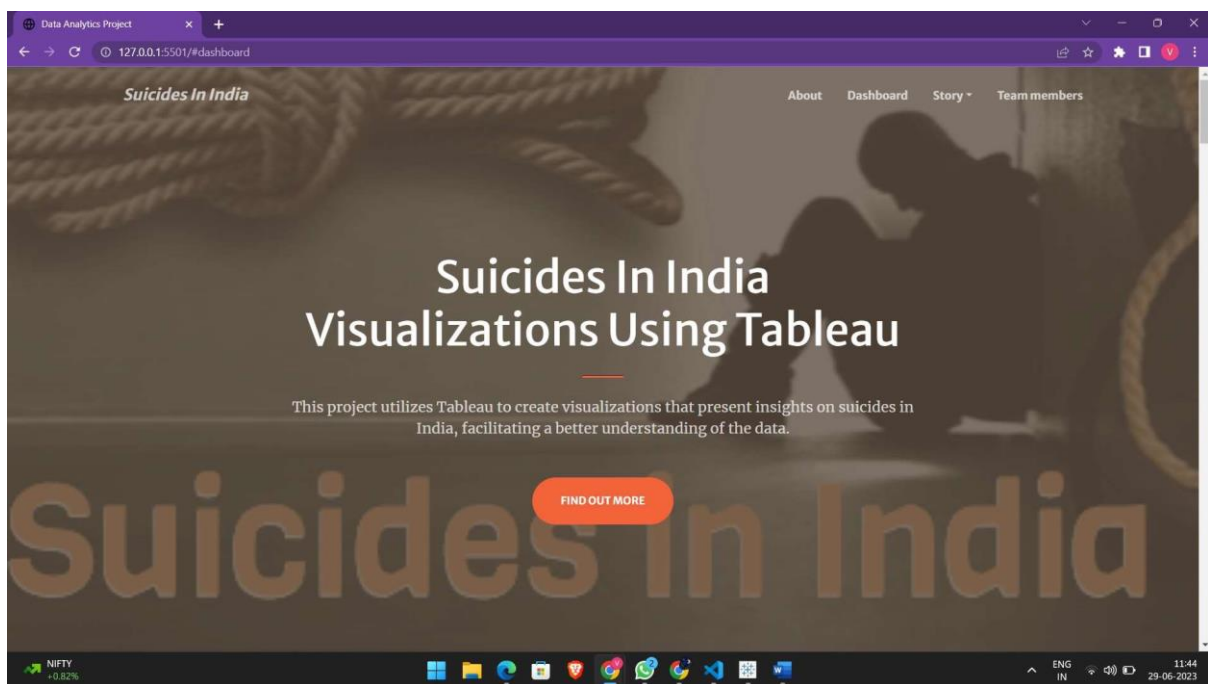 Data Analytics Project
127.0.0.1:5501/#dashboard
V
Suicides In India
About Dashboard Story Team members
Suicides In India
Visualizations Using Tableau
This project utilizes Tableau to create visualizations that present insights on suicides in
India, facilitating a better understanding of the data.
FIND OUT MORE
Suicides in India
NIFTY
+0.82%
ENG
IN
11:44
29-06-2023